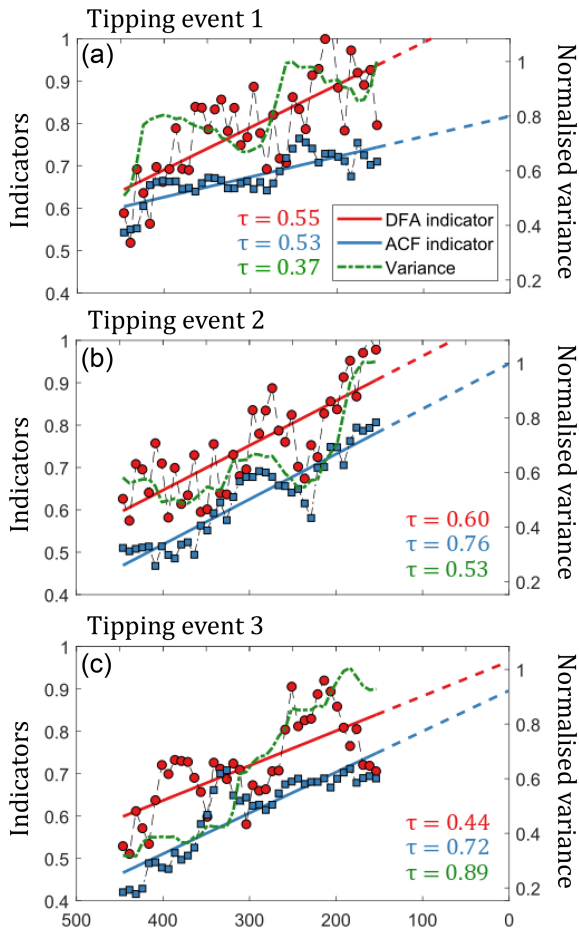 Tipping event 1
(a)
1
0.9
0.8
0.7
0.6
0.5
0.4
Indicators
1
0.8
0.6
0.4
0.2
Normalised variance
τ = 0.55
τ = 0.53
τ = 0.37
DFA indicator
ACF indicator
Variance
Tipping event 2
(b)
1
0.9
0.8
0.7
0.6
0.5
0.4
Indicators
1
0.8
0.6
0.4
0.2
Normalised variance
τ = 0.60
τ = 0.76
τ = 0.53
Tipping event 3
(c)
1
0.9
0.8
0.7
0.6
0.5
0.4
Indicators
1
0.8
0.6
0.4
0.2
Normalised variance
τ = 0.44
τ = 0.72
τ = 0.89
500 400 300 200 100 0